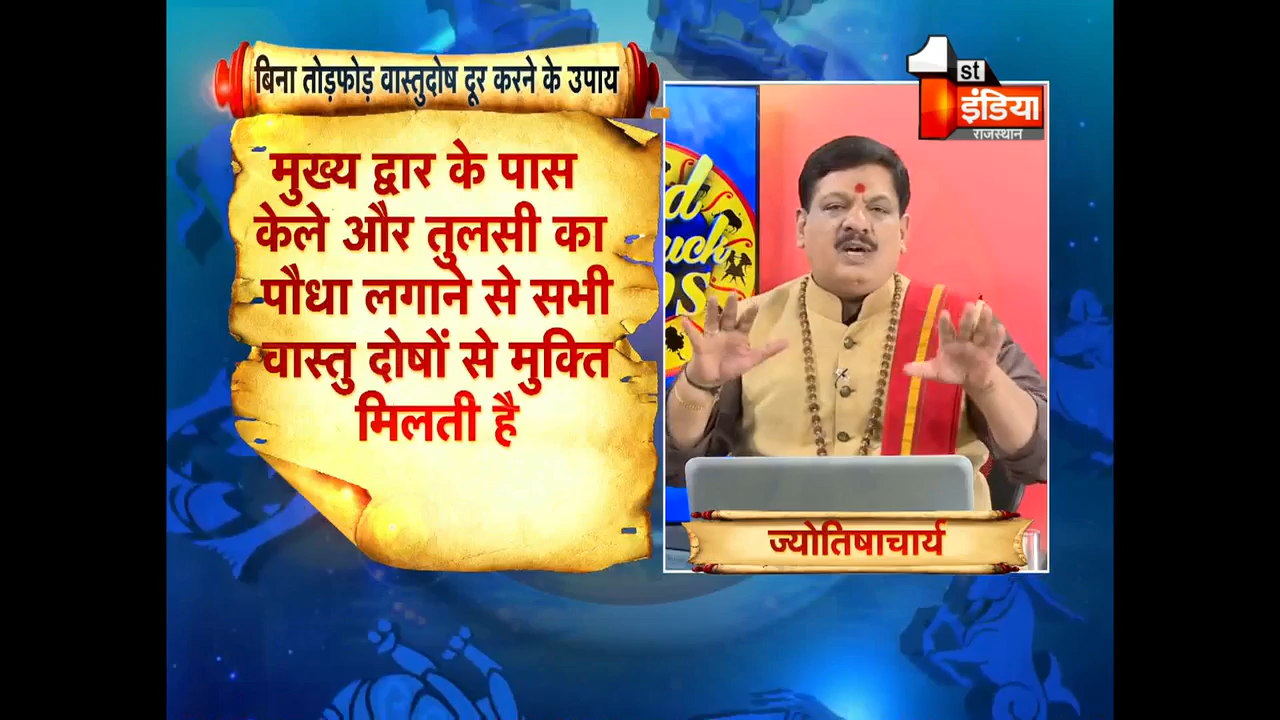 बिना तोड़फोड़ वास्तुदोष दूर करने के उपाय
मुख्य द्वार के पास
केले और तुलसी का
पौधा लगाने से सभी
वास्तु दोषों से मुक्ति
मिलती है
1st
इंडिया
राजस्थान
ज्योतिषाचार्य